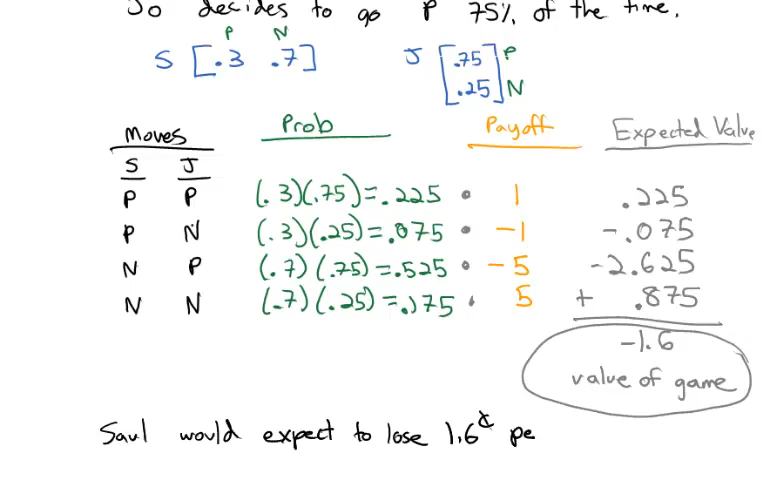 Jo decides to go P 75% of the time.
P N
S [.3 .7] J [.75] P
[.25] N
Moves Prob Payoff Expected Value
S J
P P (.3)(.75)=.225 • 1 .225
P N (.3)(.25)=.075 • -1 -.075
N P (.7)(.75)=.525 • -5 -2.625
N N (.7)(.25)=.175 • 5 + .875
-1.6
value of game
Saul would expect to lose 1.6¢ pe